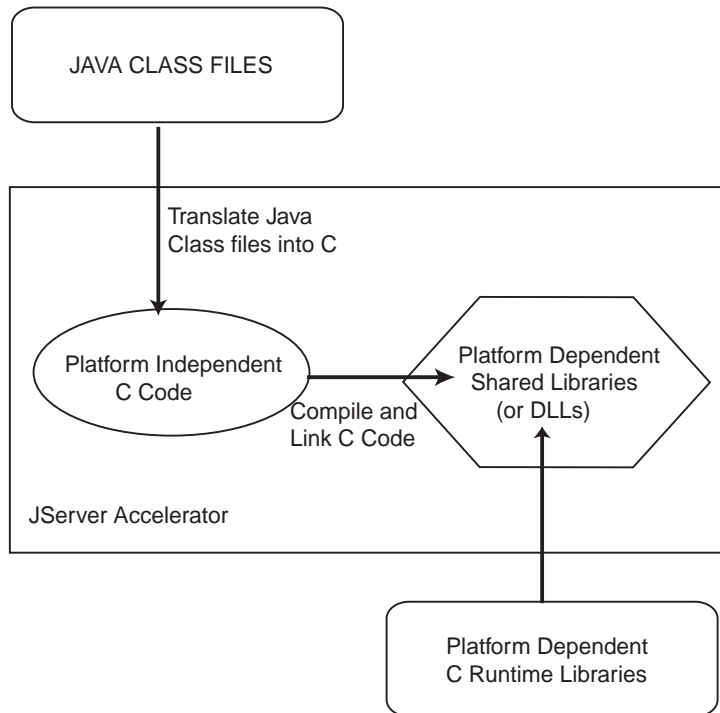 JAVA CLASS FILES
Translate Java
Class files into C
Platform Independent
C Code
Compile and
Link C Code
Platform Dependent
Shared Libraries
(or DLLs)
JServer Accelerator
Platform Dependent
C Runtime Libraries